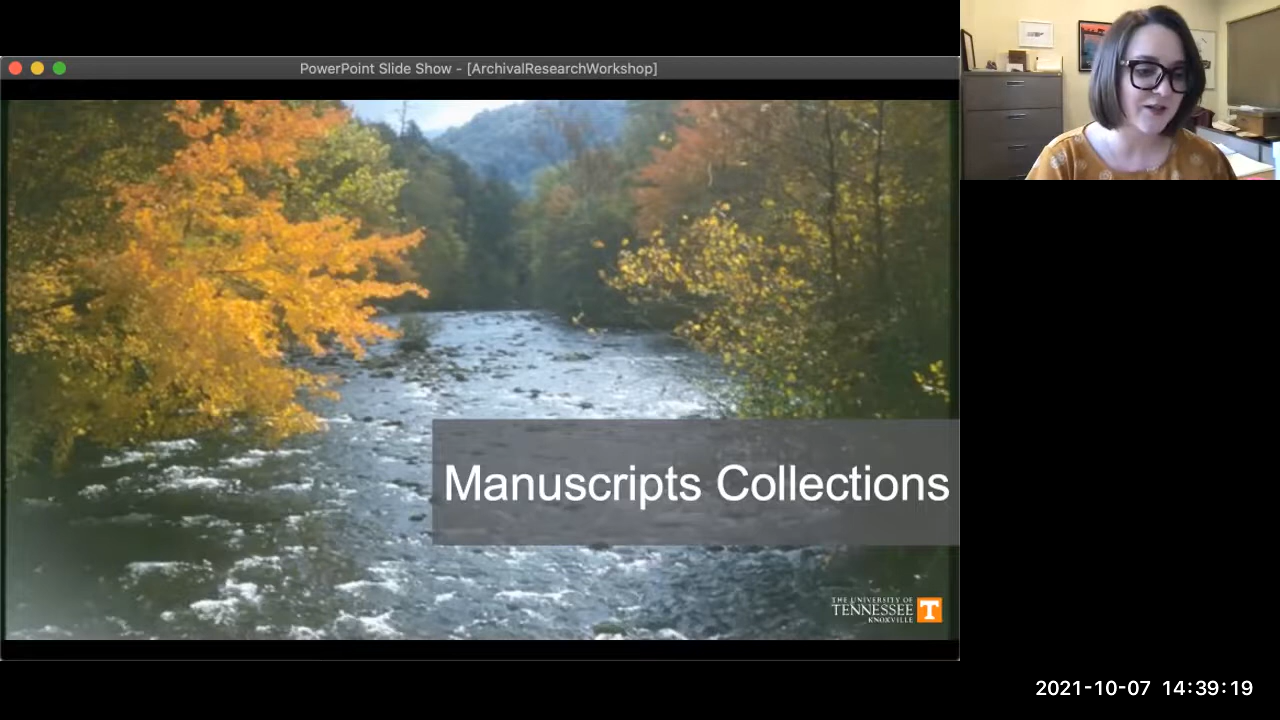 PowerPoint Slide Show - [ArchivalResearchWorkshop]
Manuscripts Collections
THE UNIVERSITY OF
TENNESSEE
KNOXVILLE
T
2021-10-07 14:39:19